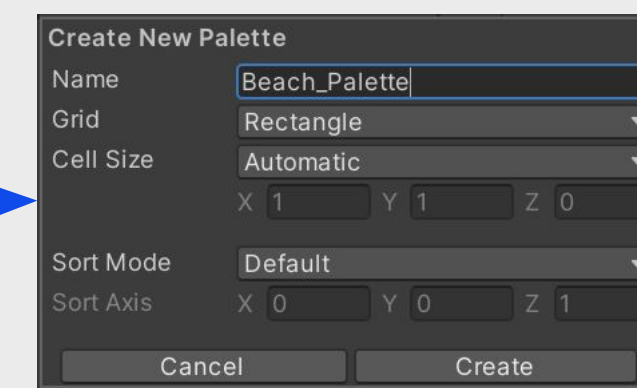 Create New Palette
Name Beach_Palette
Grid Rectangle
Cell Size Automatic
X 1 Y 1 Z 0
Sort Mode Default
Sort Axis X 0 Y 0 Z 1
Cancel Create